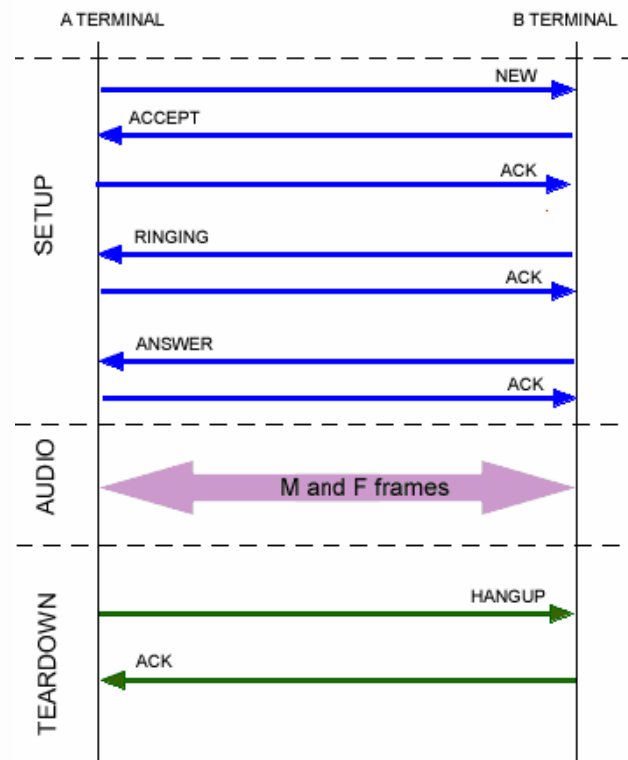 A TERMINAL
B TERMINAL
SETUP
NEW
ACCEPT
ACK
RINGING
ACK
ANSWER
ACK
AUDIO
M and F frames
TEARDOWN
HANGUP
ACK